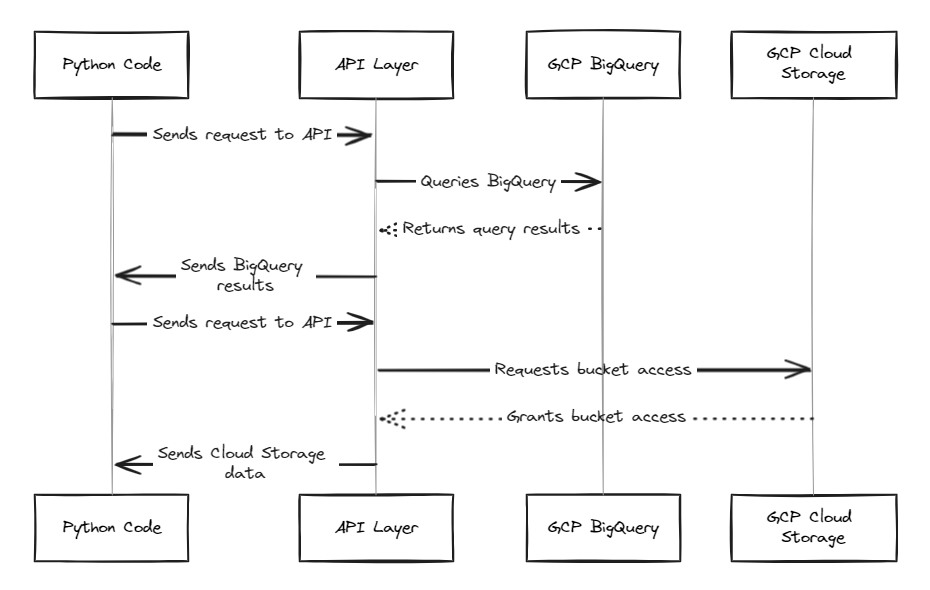 Python Code
API Layer
GCP BigQuery
GCP Cloud
Storage
Sends request to API
Queries BigQuery
Returns query results
Sends BigQuery
results
Sends request to API
Requests bucket access
Grants bucket access
Sends Cloud Storage
data
Python Code
API Layer
GCP BigQuery
GCP Cloud
Storage